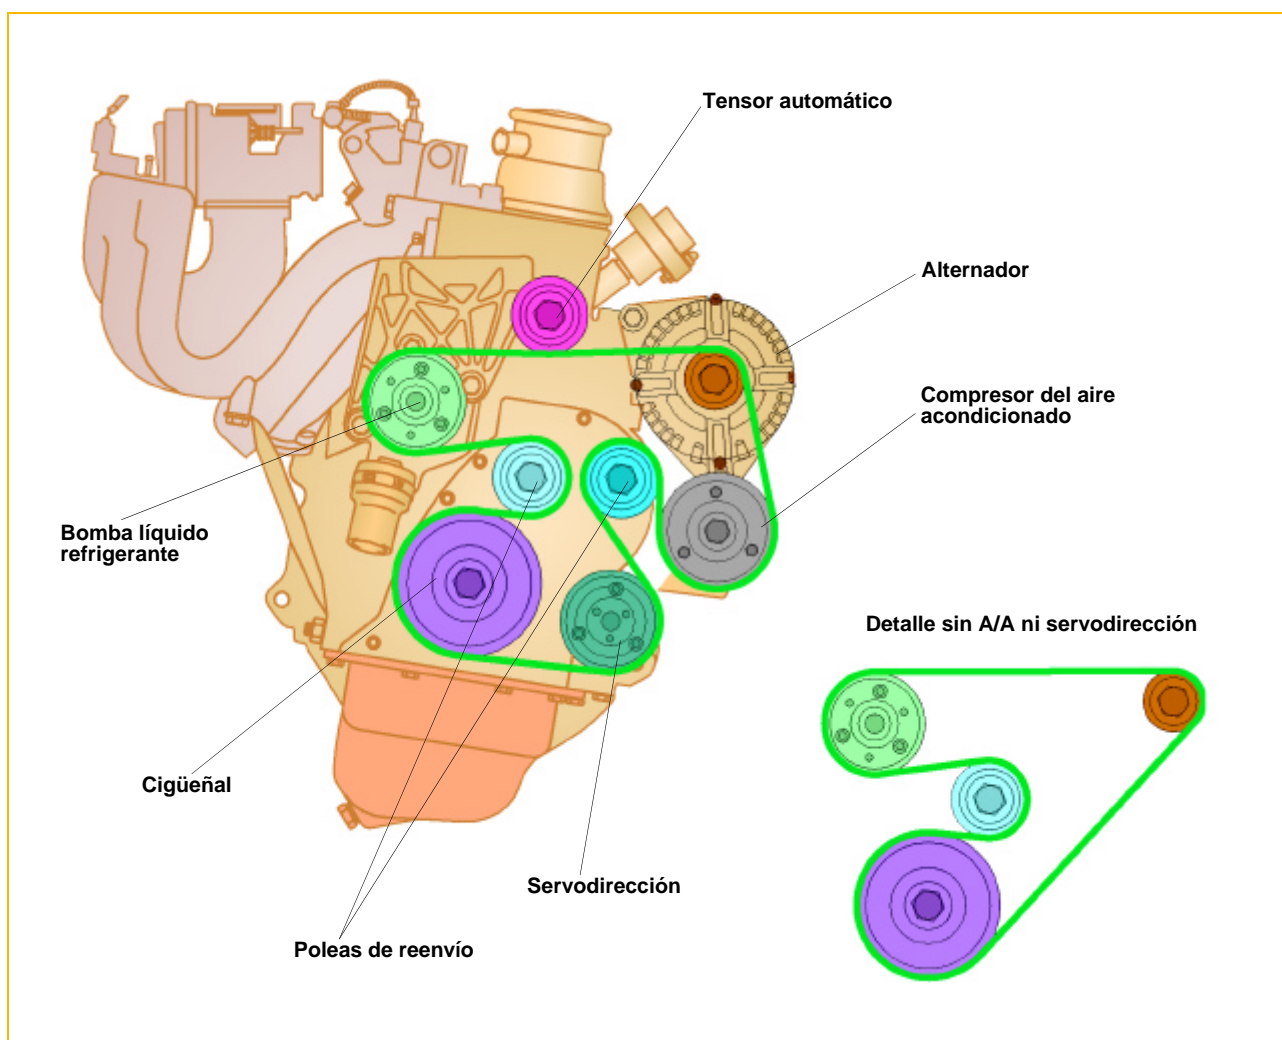 Tensor automático
Alternador
Compresor del aire
acondicionado
Bomba líquido
refrigerante
Detalle sin A/A ni servodirección
Cigüeñal
Servodirección
Poleas de reenvío